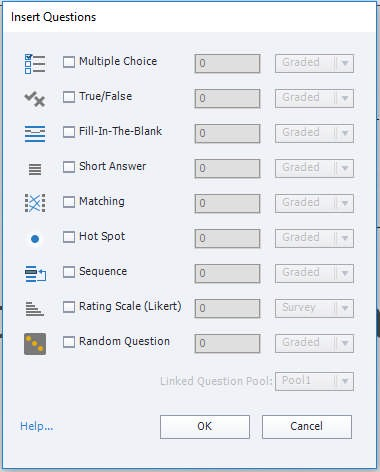 Insert Questions
Multiple Choice 0 Graded
True/False 0 Graded
Fill-In-The-Blank 0 Graded
Short Answer 0 Graded
Matching 0 Graded
Hot Spot 0 Graded
Sequence 0 Graded
Rating Scale (Likert) 0 Survey
Random Question 0 Graded
Linked Question Pool: Pool1
Help... OK Cancel